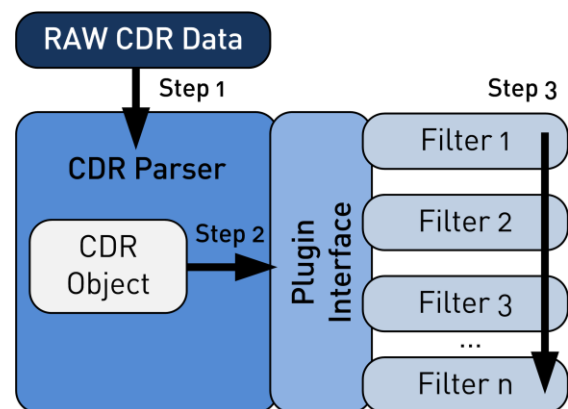 RAW CDR Data
Step 1
Step 3
CDR Parser
Filter 1
CDR
Object
Step 2
Plugin
Interface
Filter 2
Filter 3
...
Filter n